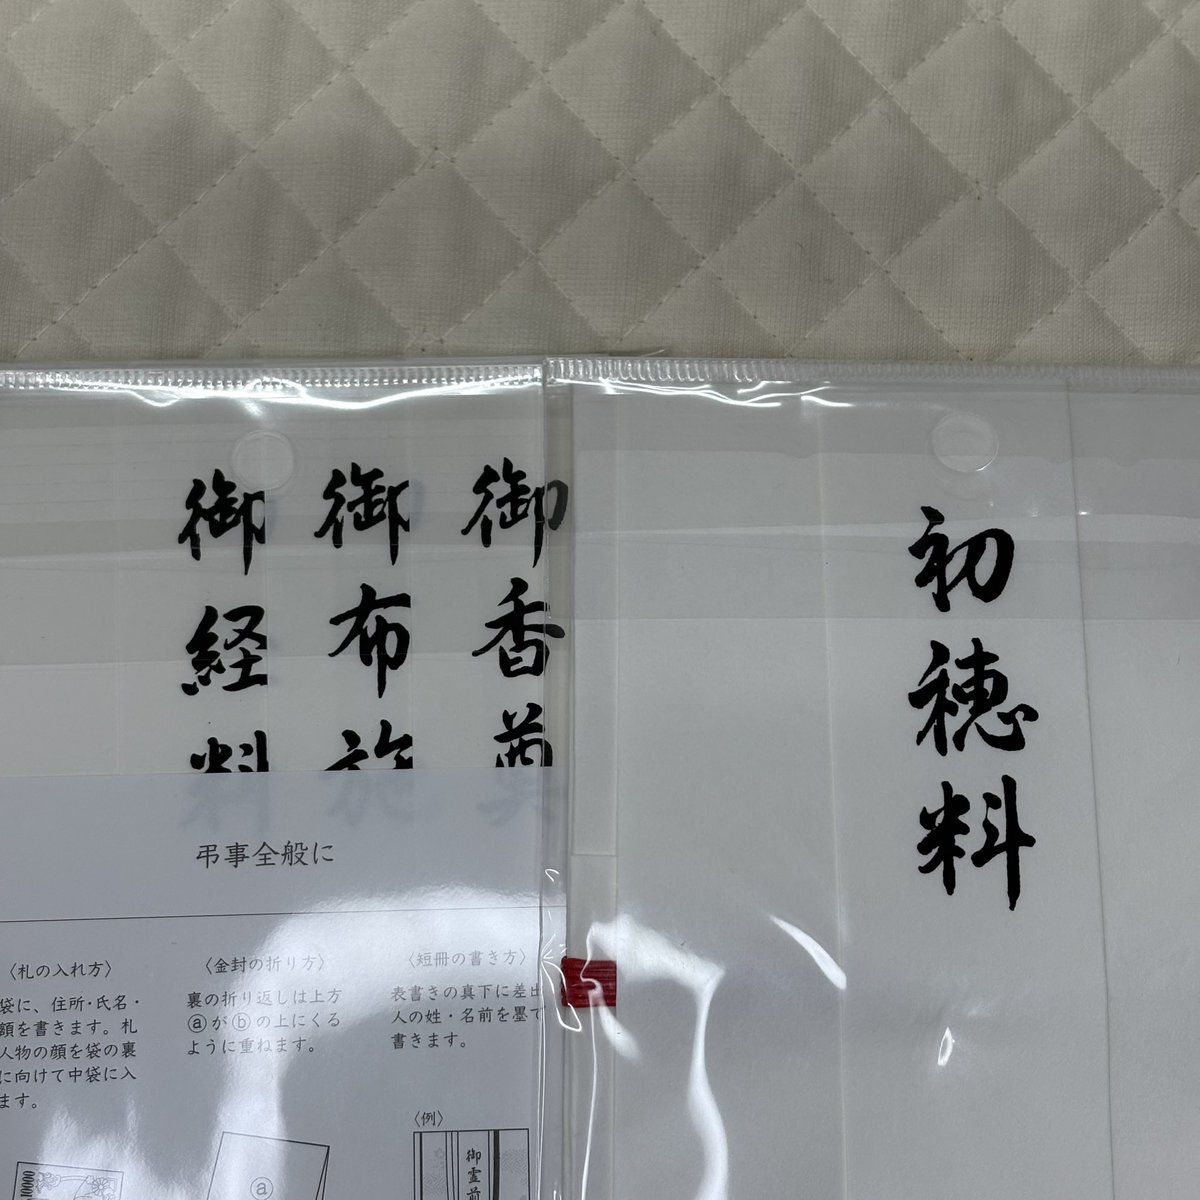 初穂料
御香奠
御布施
御経料
弔事全般に
〈札の入れ方〉
袋に、住所・氏名・
額を書きます。札
人物の顔を袋の裏
に向けて中袋に入
ます。
〈金封の折り方〉
裏の折り返しは上方
ⓐがⓑの上にくる
ように重ねます。
〈短冊の書き方〉
表書きの真下に差出
人の姓・名前を墨で
書きます。
〈例〉
御霊前
ⓐ
10000